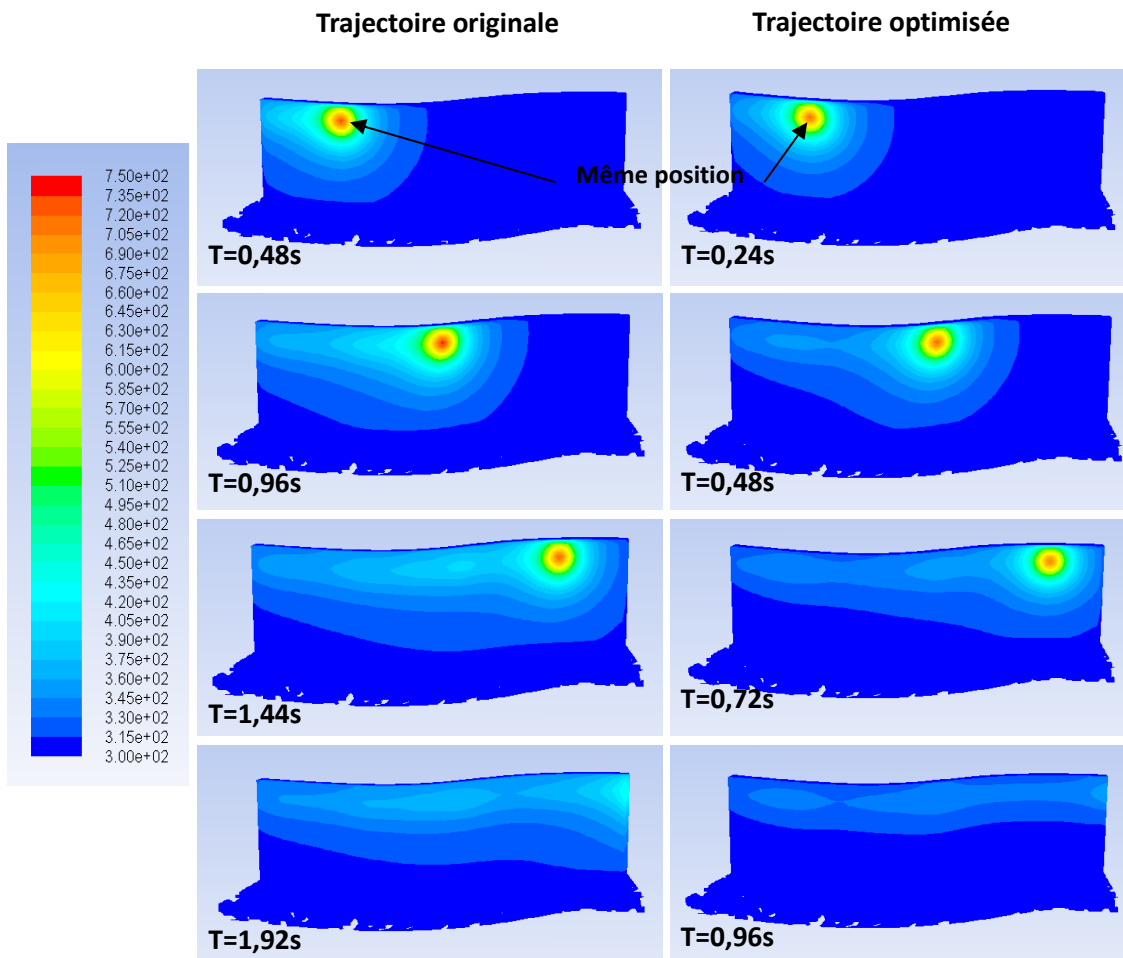 Trajectoire originale
Trajectoire optimisée
Même position
T=0,48s
T=0,24s
T=0,96s
T=0,48s
T=1,44s
T=0,72s
T=1,92s
T=0,96s
7.50e+02
7.35e+02
7.20e+02
7.05e+02
6.90e+02
6.75e+02
6.60e+02
6.45e+02
6.30e+02
6.15e+02
6.00e+02
5.85e+02
5.70e+02
5.55e+02
5.40e+02
5.25e+02
5.10e+02
4.95e+02
4.80e+02
4.65e+02
4.50e+02
4.35e+02
4.20e+02
4.05e+02
3.90e+02
3.75e+02
3.60e+02
3.45e+02
3.30e+02
3.15e+02
3.00e+02